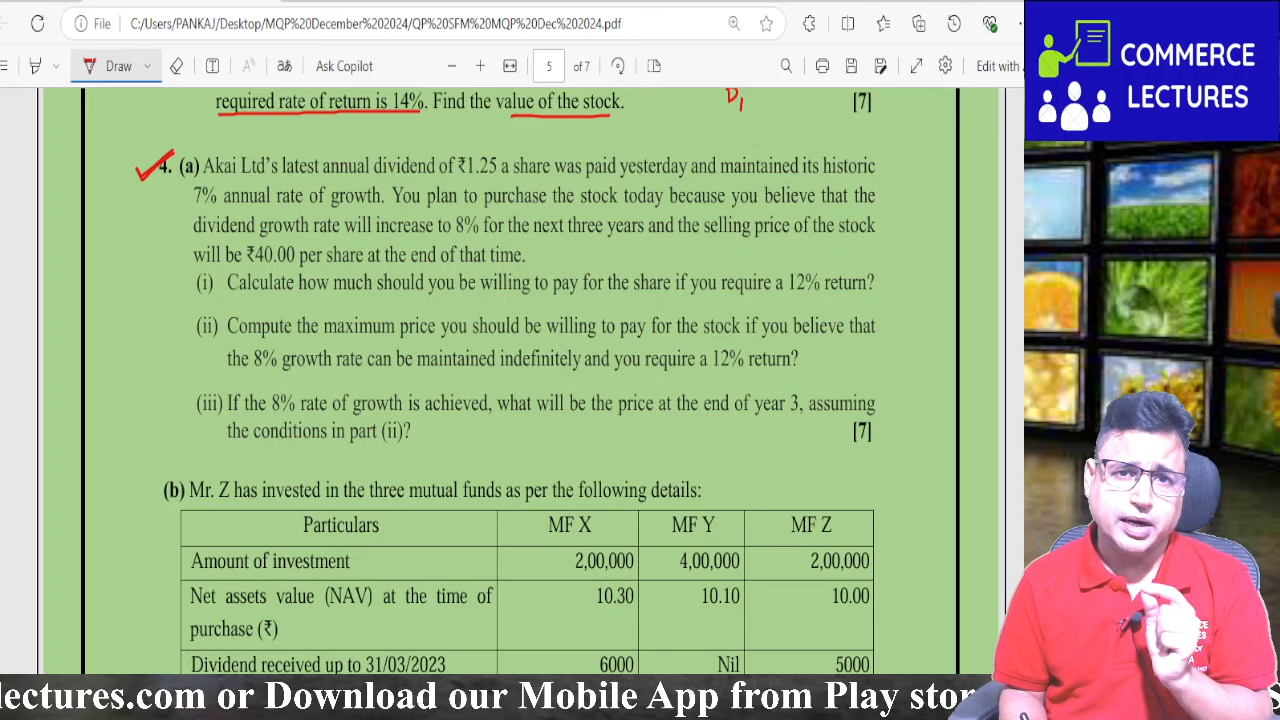 File C:/Users/PANKAJ/Desktop/MQP%20December%202024/QP%20SFM%20MQP%20Dec%202024.pdf
Draw Ask Copilot 5 of 7 Edit with
COMMERCE
LECTURES
required rate of return is 14%. Find the value of the stock. D1 [7]
4. (a) Akai Ltd's latest annual dividend of ₹1.25 a share was paid yesterday and maintained its historic
7% annual rate of growth. You plan to purchase the stock today because you believe that the
dividend growth rate will increase to 8% for the next three years and the selling price of the stock
will be ₹40.00 per share at the end of that time.
(i) Calculate how much should you be willing to pay for the share if you require a 12% return?
(ii) Compute the maximum price you should be willing to pay for the stock if you believe that
the 8% growth rate can be maintained indefinitely and you require a 12% return?
(iii) If the 8% rate of growth is achieved, what will be the price at the end of year 3, assuming
the conditions in part (ii)? [7]
(b) Mr. Z has invested in the three mutual funds as per the following details:
Particulars MF X MF Y MF Z
Amount of investment 2,00,000 4,00,000 2,00,000
Net assets value (NAV) at the time of 10.30 10.10 10.00
purchase (₹)
Dividend received up to 31/03/2023 6000 Nil 5000
lectures.com or Download our Mobile App from Play stor